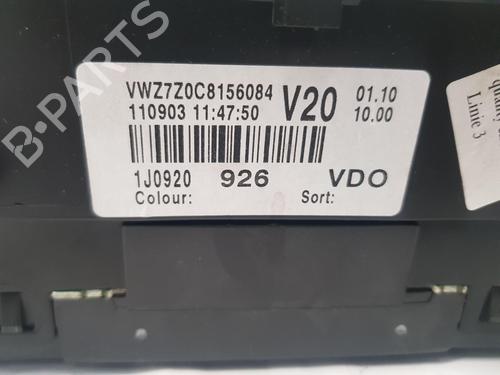 VWZ7Z0C8156084 V20 01.10
110903 11:47:50 10.00
1J0920 926 VDO
Colour: Sort:
Linie 3
B-PARTS